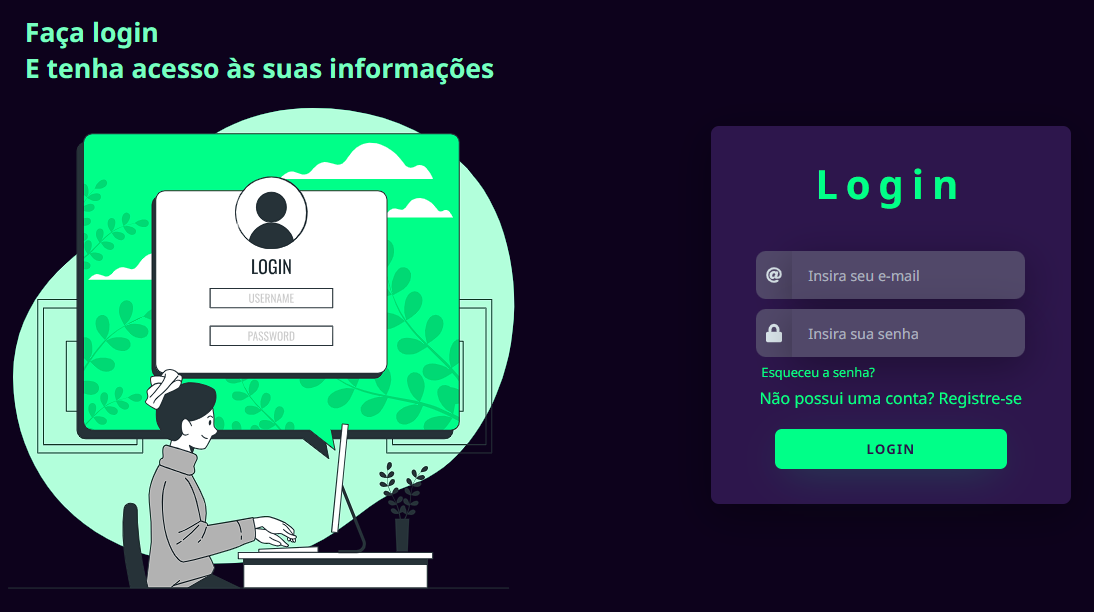 Faça login
E tenha acesso às suas informações
LOGIN
USERNAME
PASSWORD
Login
@
Insira seu e-mail
Insira sua senha
Esqueceu a senha?
Não possui uma conta? Registre-se
LOGIN